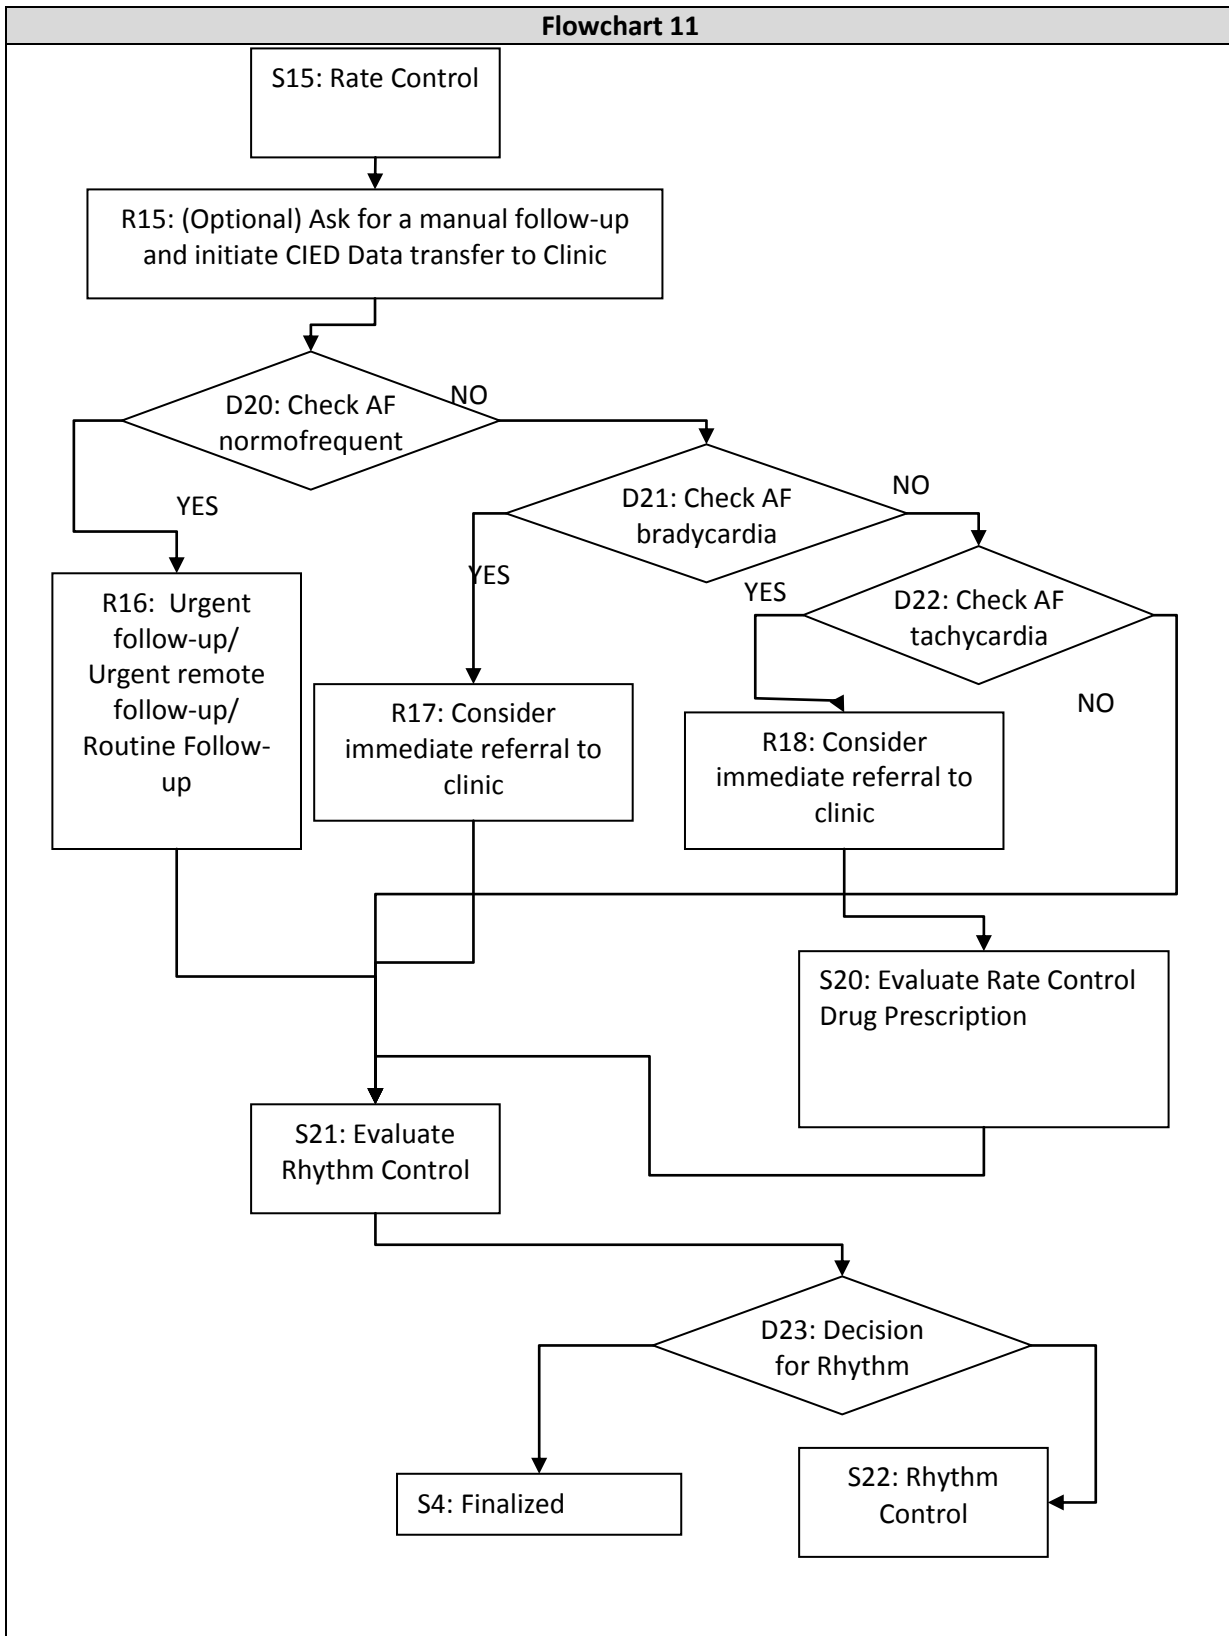 Flowchart 11
S15: Rate Control
R15: (Optional) Ask for a manual follow-up
and initiate CIED Data transfer to Clinic
D20: Check AF
normofrequent
NO
YES
D21: Check AF
bradycardia
NO
YES
D22: Check AF
tachycardia
YES
NO
R16: Urgent
follow-up/
Urgent remote
follow-up/
Routine Follow-
up
R17: Consider
immediate referral to
clinic
R18: Consider
immediate referral to
clinic
S20: Evaluate Rate Control
Drug Prescription
S21: Evaluate
Rhythm Control
D23: Decision
for Rhythm
S4: Finalized
S22: Rhythm
Control